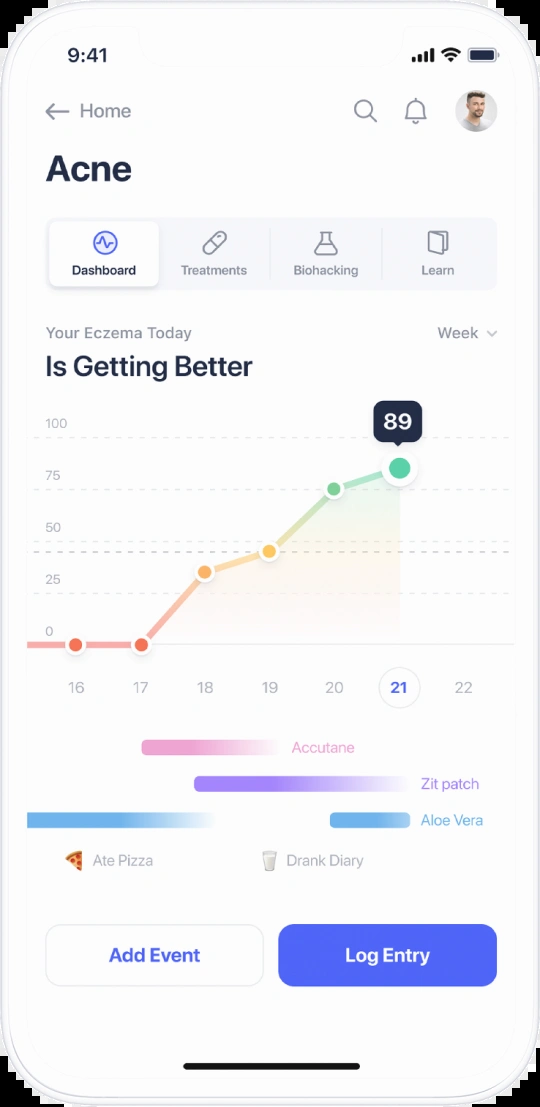 9:41
Home
Acne
Dashboard Treatments Biohacking Learn
Your Eczema Today Week
Is Getting Better
89
100
75
50
25
0
16 17 18 19 20 21 22
Accutane
Zit patch
Aloe Vera
Ate Pizza Drank Diary
Add Event Log Entry